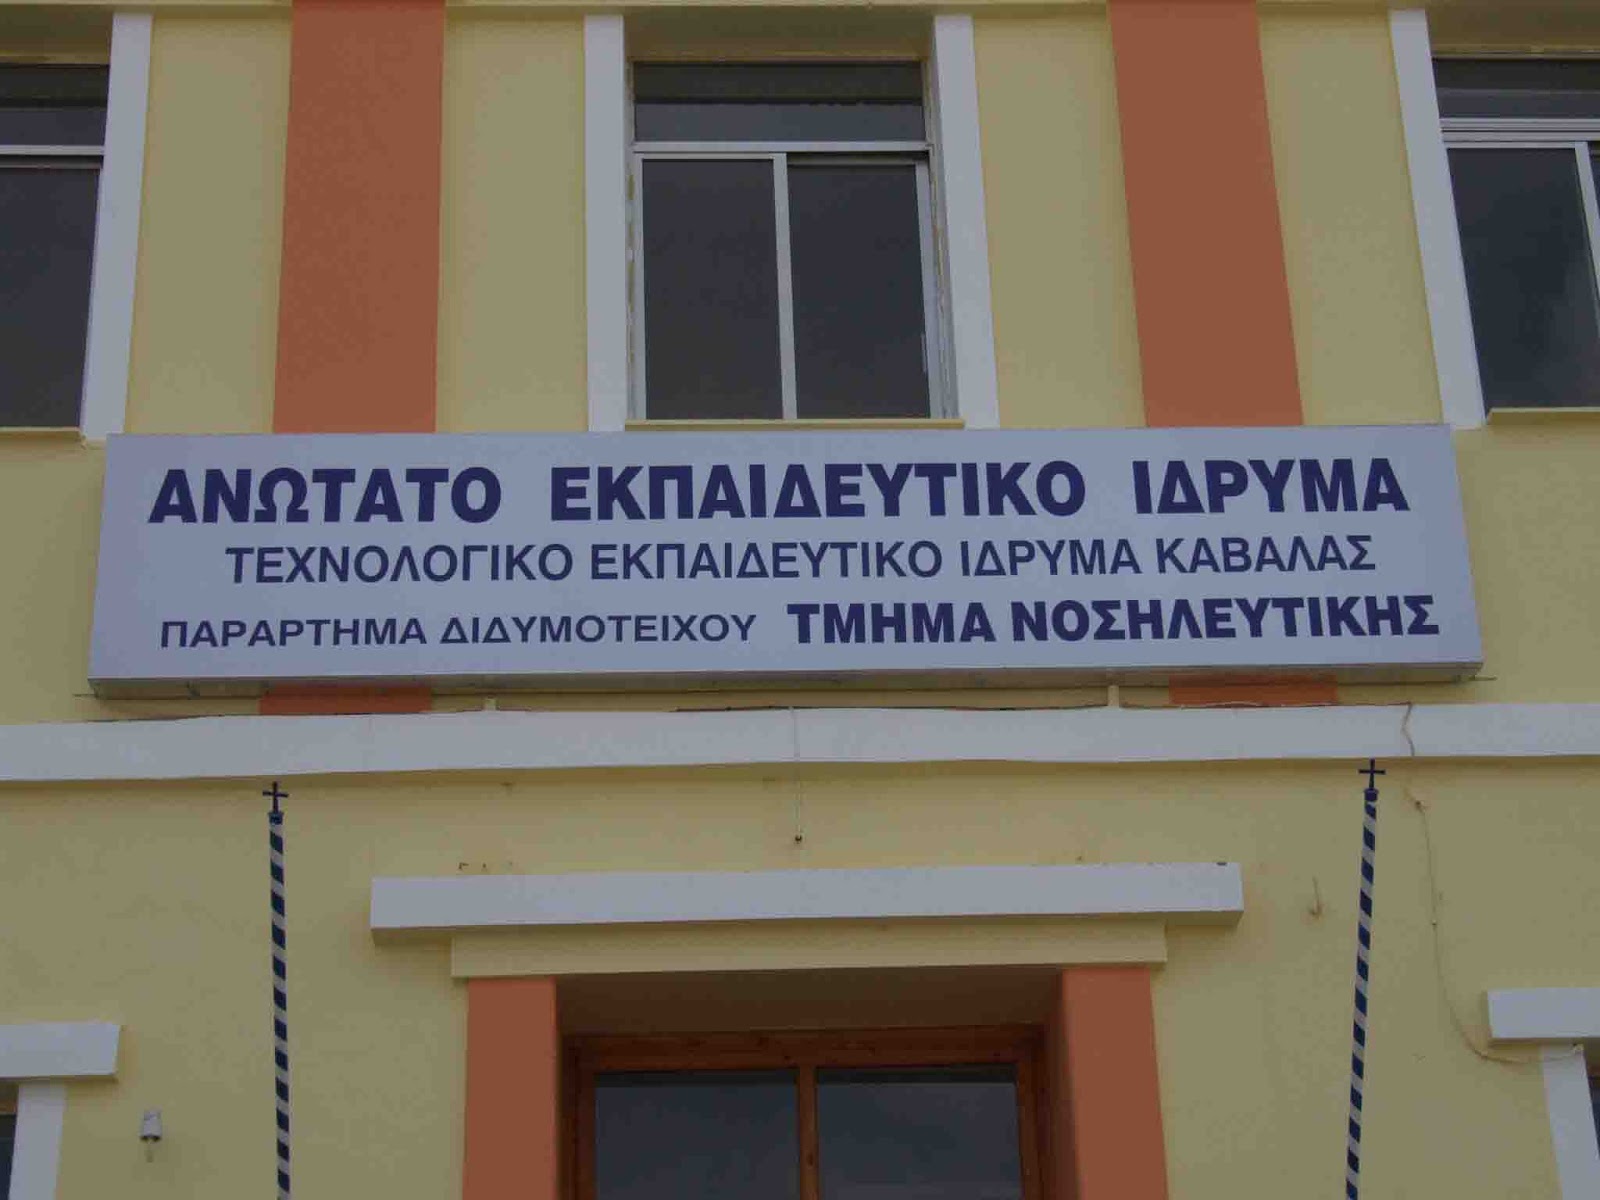 ΑΝΩΤΑΤΟ ΕΚΠΑΙΔΕΥΤΙΚΟ ΙΔΡΥΜΑ
ΤΕΧΝΟΛΟΓΙΚΟ ΕΚΠΑΙΔΕΥΤΙΚΟ ΙΔΡΥΜΑ ΚΑΒΑΛΑΣ
ΠΑΡΑΡΤΗΜΑ ΔΙΔΥΜΟΤΕΙΧΟΥ ΤΜΗΜΑ ΝΟΣΗΛΕΥΤΙΚΗΣ